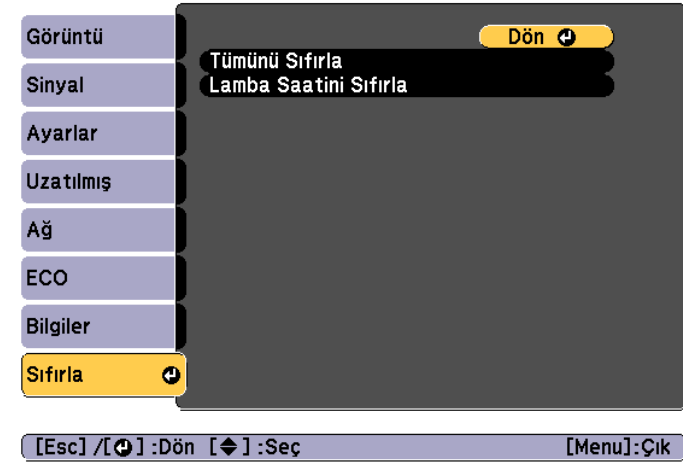 Görüntü
Sinyal
Ayarlar
Uzatılmış
Ağ
ECO
Bilgiler
Sıfırla
Dön
Tümünü Sıfırla
Lamba Saatini Sıfırla
[Esc] /[⏎] :Dön [◆] :Seç [Menu]:Çık